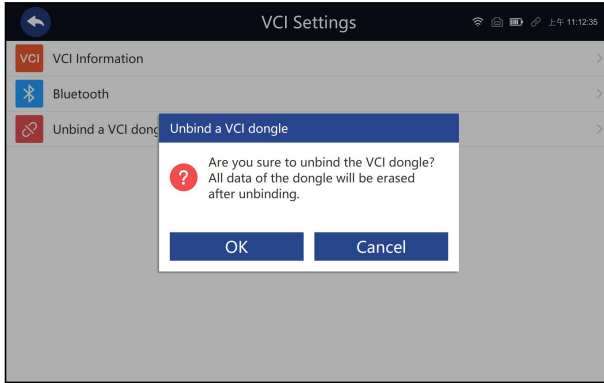 VCI Settings
上午 11:12:35
VCI
VCI Information
Bluetooth
Unbind a VCI dong
Unbind a VCI dongle
Are you sure to unbind the VCI dongle?
All data of the dongle will be erased
after unbinding.
OK
Cancel